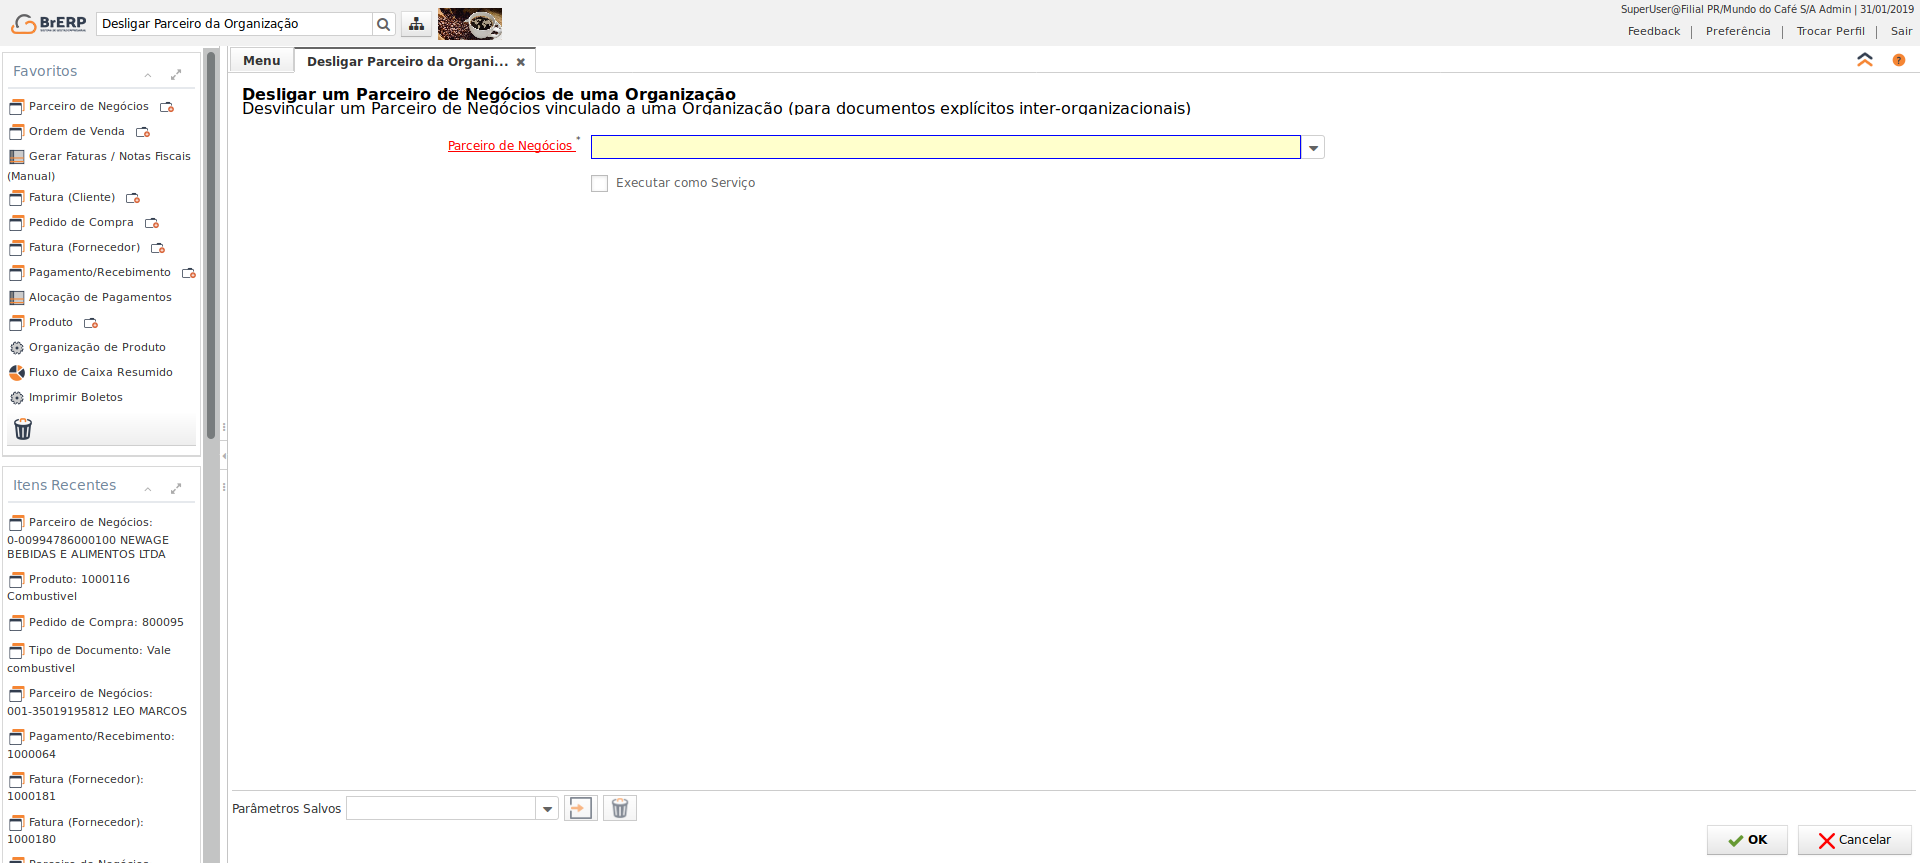 BrERP
Desligar Parceiro da Organização
SuperUser@Filial PR/Mundo do Café S/A Admin | 31/01/2019
Feedback | Preferência | Trocar Perfil | Sair
Favoritos
Parceiro de Negócios
Ordem de Venda
Gerar Faturas / Notas Fiscais
(Manual)
Fatura (Cliente)
Pedido de Compra
Fatura (Fornecedor)
Pagamento/Recebimento
Alocação de Pagamentos
Produto
Organização de Produto
Fluxo de Caixa Resumido
Imprimir Boletos
Itens Recentes
Parceiro de Negócios:
0-00994786000100 NEWAGE
BEBIDAS E ALIMENTOS LTDA
Produto: 1000116
Combustivel
Pedido de Compra: 800095
Tipo de Documento: Vale
combustivel
Parceiro de Negócios:
001-35019195812 LEO MARCOS
Pagamento/Recebimento:
1000064
Fatura (Fornecedor):
1000181
Fatura (Fornecedor):
1000180
Parceiro de Negócios
Menu
Desligar Parceiro da Organi...
?
Desligar um Parceiro de Negócios de uma Organização
Desvincular um Parceiro de Negócios vinculado a uma Organização (para documentos explícitos inter-organizacionais)
Parceiro de Negócios *
Executar como Serviço
Parâmetros Salvos
OK
Cancelar